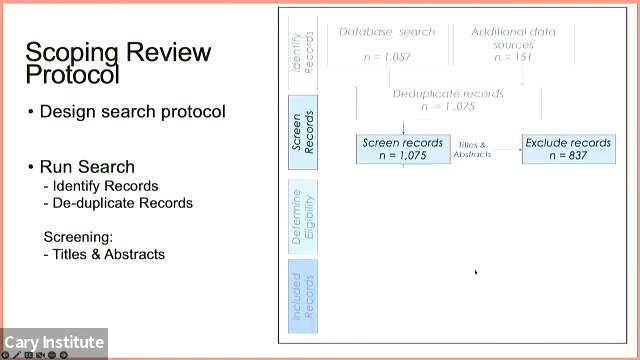 Scoping Review
Protocol
• Design search protocol
• Run Search
- Identify Records
- De-duplicate Records
Screening:
- Titles & Abstracts
Identify
Records
Database search
n = 1,057
Additional data
sources
n = 151
Deduplicate records
n = 1,075
Screen
Records
Screen records
n = 1,075
Titles &
Abstracts
Exclude records
n = 837
Determine
Eligibility
Included
Records
Cary Institute